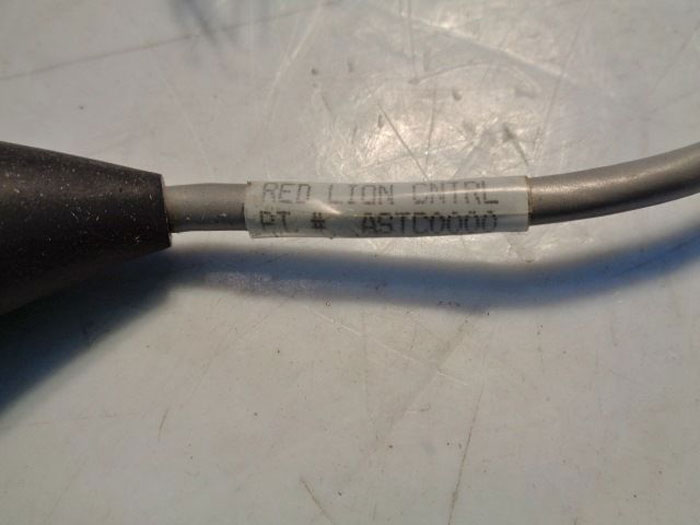 RED LION CNTRL
PT. # ASTC0000